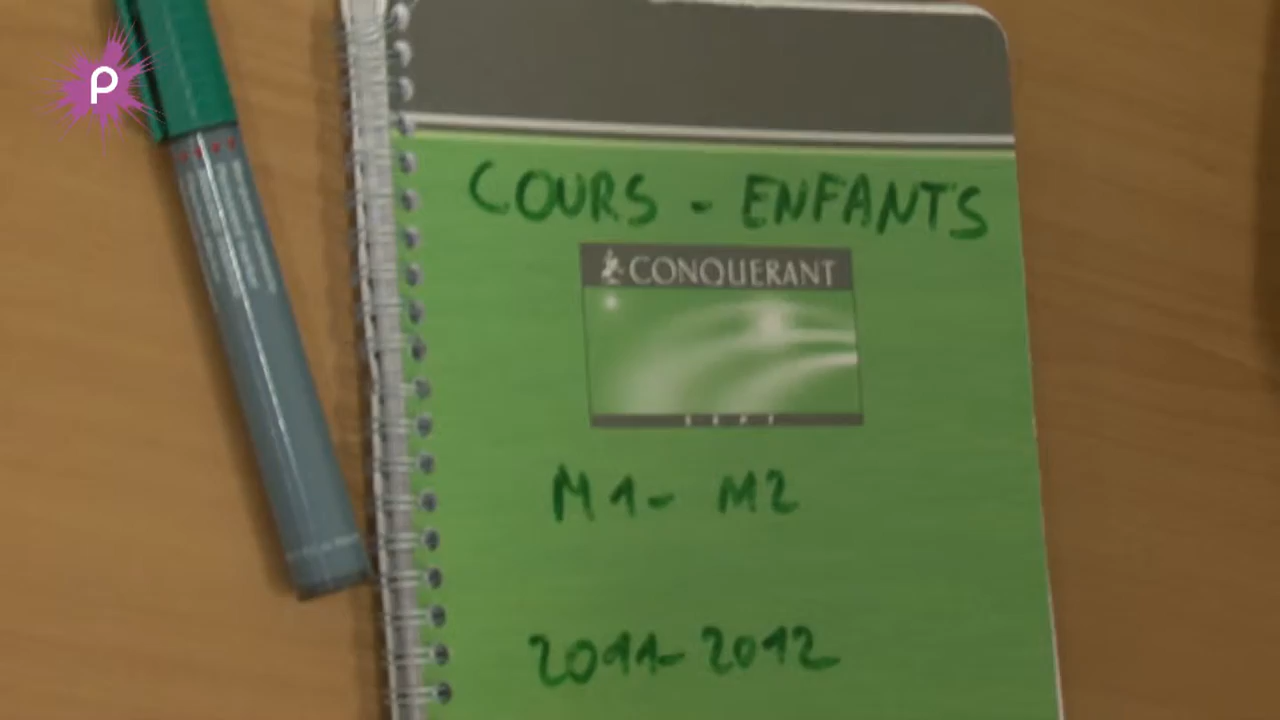 P
COURS - ENFANTS
CONQUERANT
M1 - M2
2011-2012